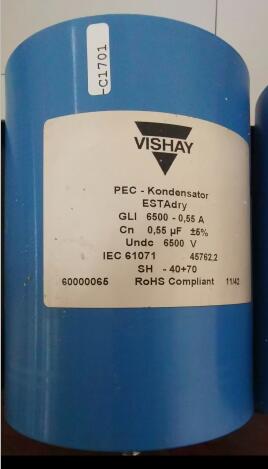 -C1701
VISHAY
PEC - Kondensator
ESTAdry
GLI 6500 - 0,55 A
Cn 0,55 µF ±5%
Undc 6500 V
IEC 61071 45762,2
SH - 40+70
60000065 RoHS Compliant 11/42